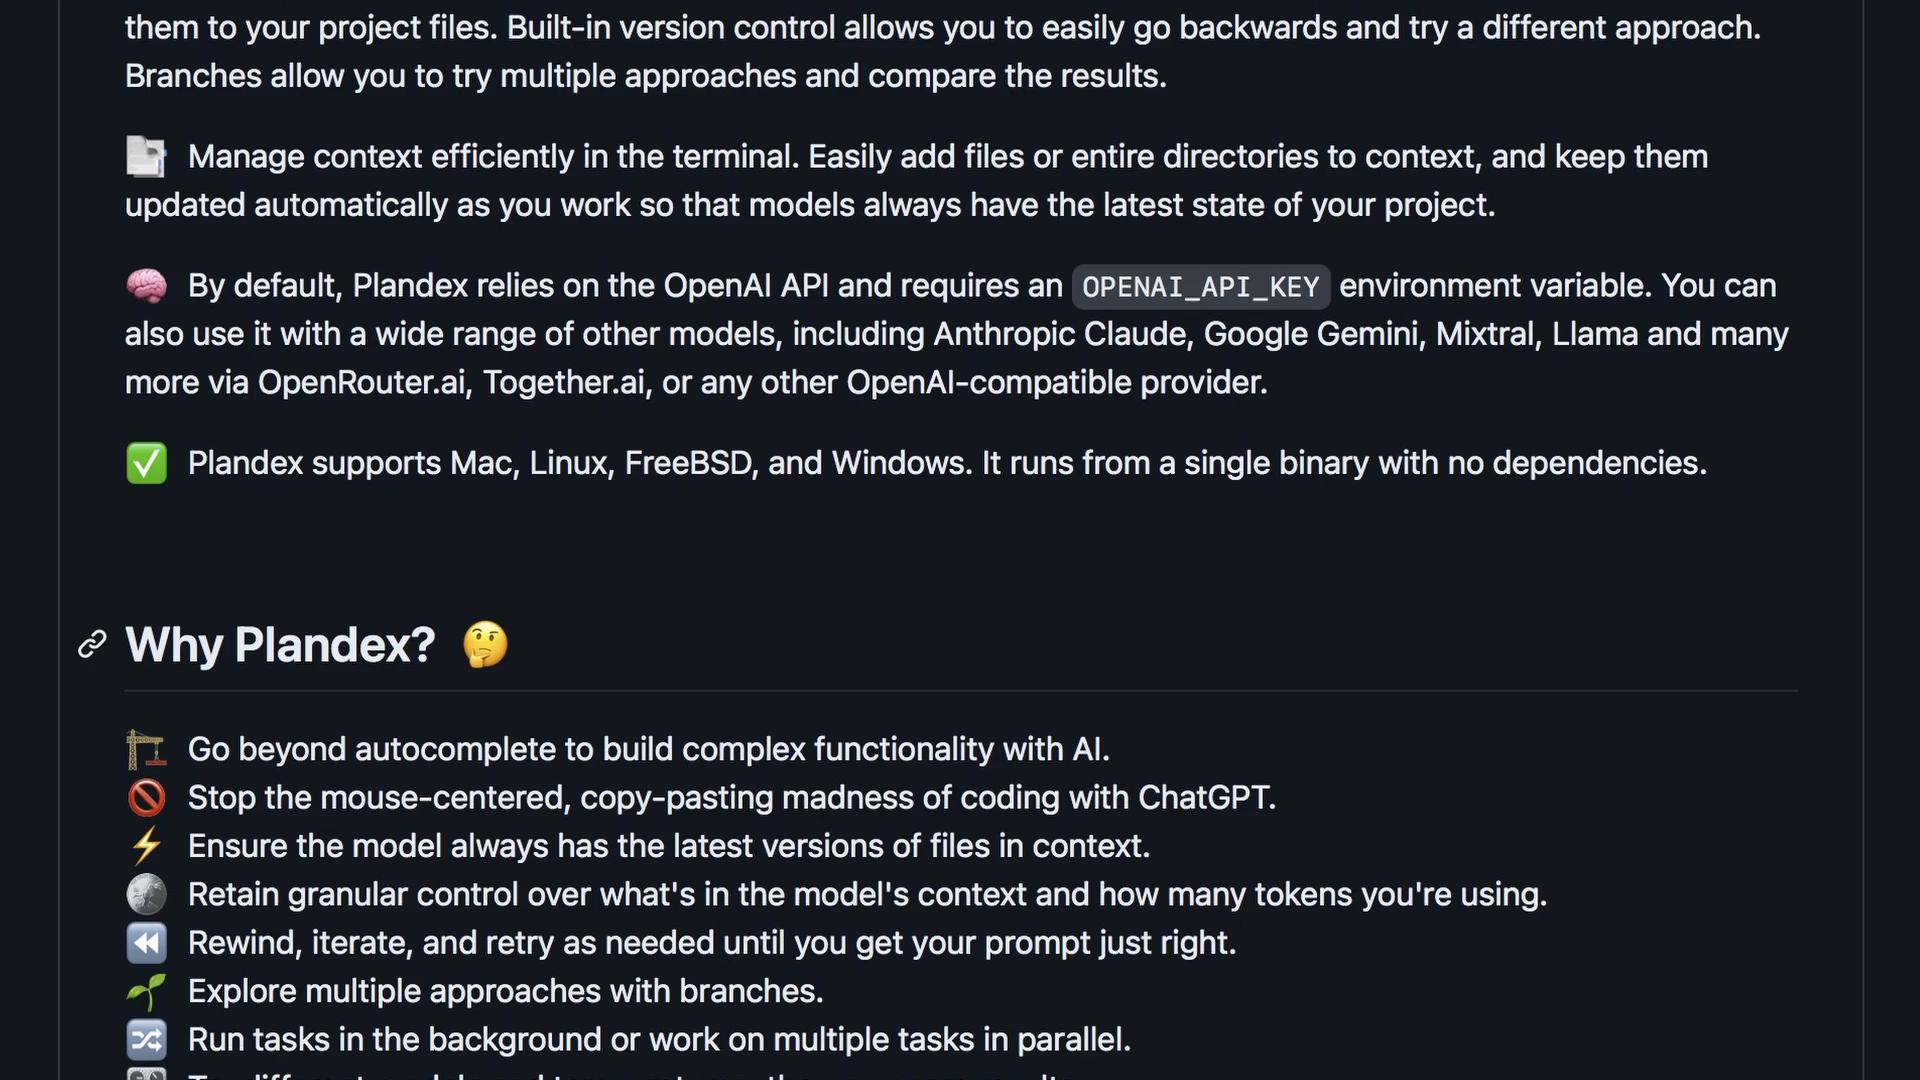 them to your project files. Built-in version control allows you to easily go backwards and try a different approach.
Branches allow you to try multiple approaches and compare the results.
Manage context efficiently in the terminal. Easily add files or entire directories to context, and keep them
updated automatically as you work so that models always have the latest state of your project.
By default, Plandex relies on the OpenAI API and requires an OPENAI_API_KEY environment variable. You can
also use it with a wide range of other models, including Anthropic Claude, Google Gemini, Mixtral, Llama and many
more via OpenRouter.ai, Together.ai, or any other OpenAI-compatible provider.
Plandex supports Mac, Linux, FreeBSD, and Windows. It runs from a single binary with no dependencies.
Why Plandex?
Go beyond autocomplete to build complex functionality with AI.
Stop the mouse-centered, copy-pasting madness of coding with ChatGPT.
Ensure the model always has the latest versions of files in context.
Retain granular control over what's in the model's context and how many tokens you're using.
Rewind, iterate, and retry as needed until you get your prompt just right.
Explore multiple approaches with branches.
Run tasks in the background or work on multiple tasks in parallel.